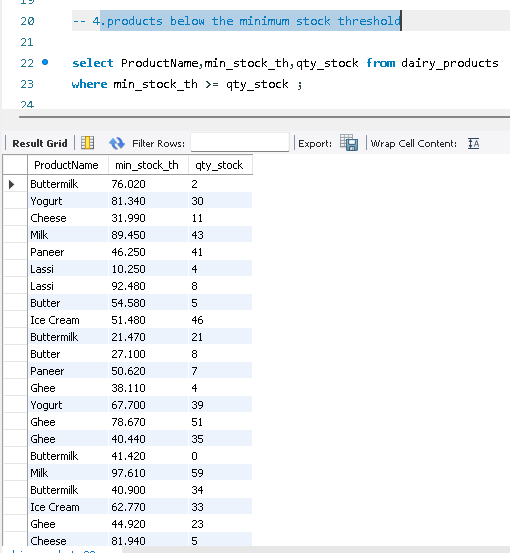 19
20 -- 4.products below the minimum stock threshold
21
22 select ProductName,min_stock_th,qty_stock from dairy_products
23 where min_stock_th >= qty_stock ;
24
Result Grid Filter Rows: Export: Wrap Cell Content: IA
ProductName min_stock_th qty_stock
Buttermilk 76.020 2
Yogurt 81.340 30
Cheese 31.990 11
Milk 89.450 43
Paneer 46.250 41
Lassi 10.250 4
Lassi 92.480 8
Butter 54.580 5
Ice Cream 51.480 46
Buttermilk 21.470 21
Butter 27.100 8
Paneer 50.620 7
Ghee 38.110 4
Yogurt 67.700 39
Ghee 78.670 51
Ghee 40.440 35
Buttermilk 41.420 0
Milk 97.610 59
Buttermilk 40.900 34
Ice Cream 62.770 33
Ghee 44.920 23
Cheese 81.940 5